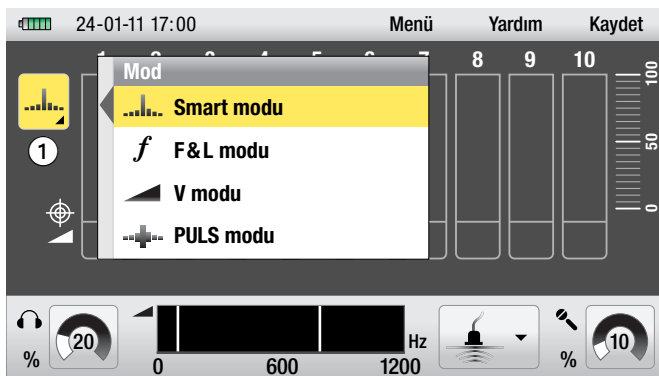 24-01-11 17:00 Menü Yardım Kaydet
8 9 10
Mod
Smart modu
F&L modu
V modu
PULS modu
1
100
50
0
20
%
Hz
0 600 1200
10
%